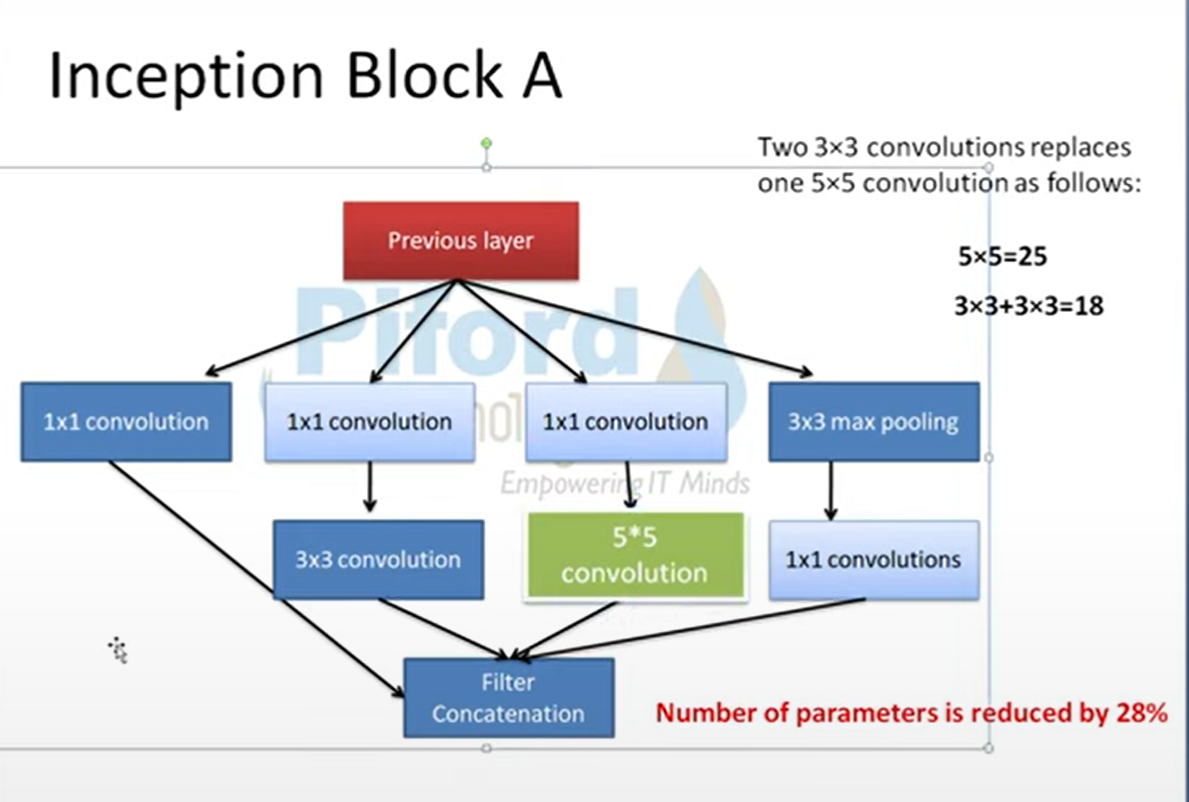 Inception Block A
Two 3×3 convolutions replaces
one 5×5 convolution as follows:
5×5=25
3×3+3×3=18
Previous layer
Piford
1x1 convolution
1x1 convolution
1x1 convolution
3x3 max pooling
Empowering IT Minds
3x3 convolution
5*5
convolution
1x1 convolutions
Filter
Concatenation
Number of parameters is reduced by 28%